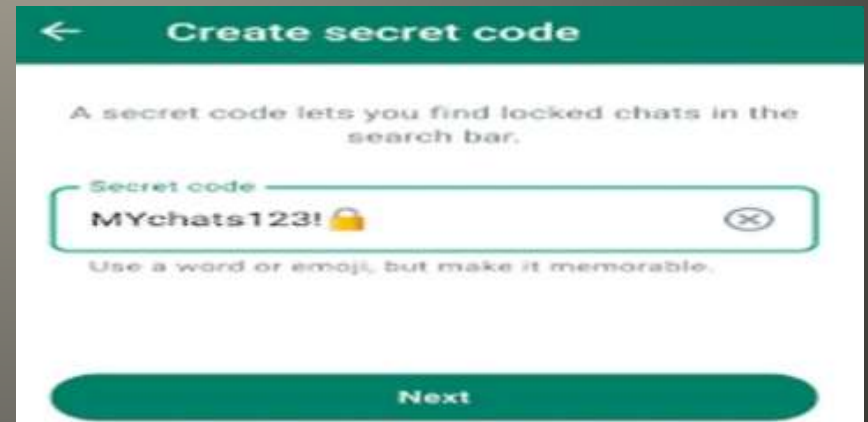 Create secret code
A secret code lets you find locked chats in the
search bar.
Secret code
MYchats123!🔒
Use a word or emoji, but make it memorable.
Next